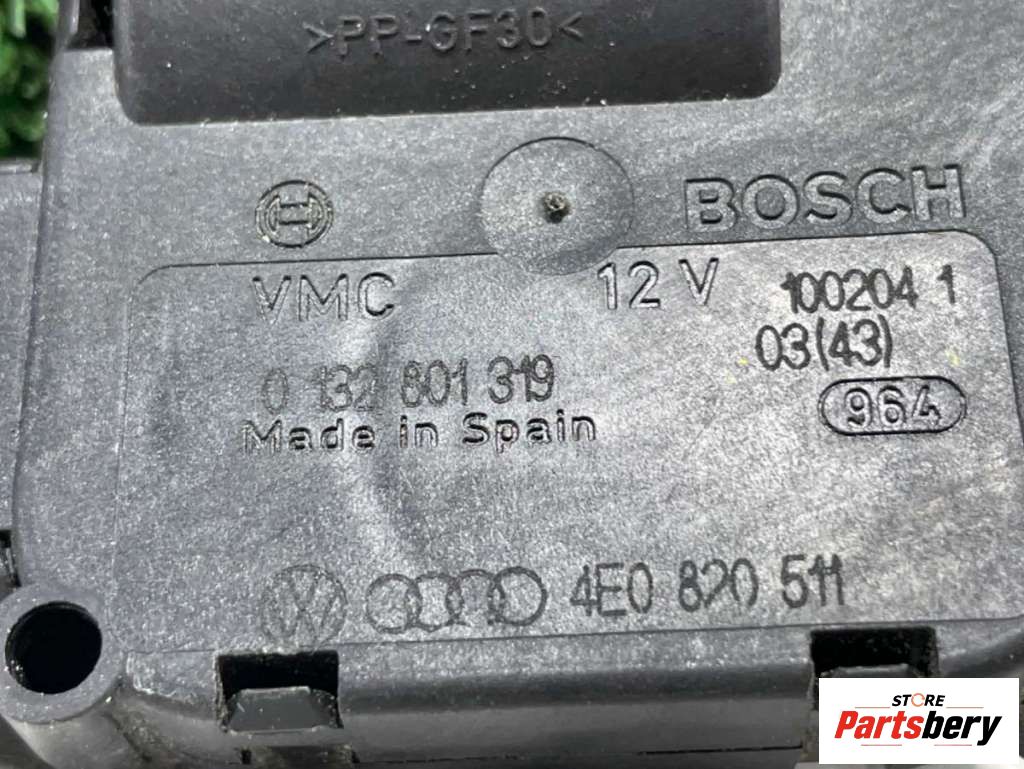 >PP-GF30<
BOSCH
VMC 12 V 100204 1
03(43)
0 132 801 319
964
Made in Spain
VW 4E0 820 511
STORE
Partsbery